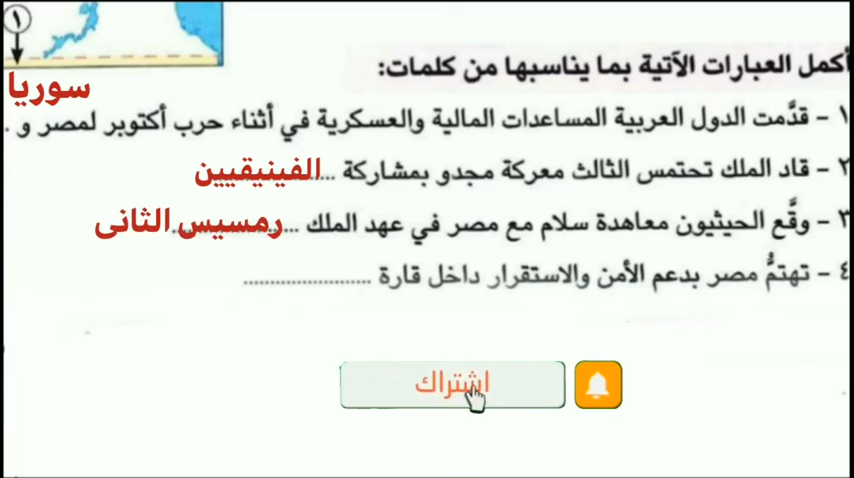 ١
سوريا
أكمل العبارات الآتية بما يناسبها من كلمات:
١ - قدَّمت الدول العربية المساعدات المالية والعسكرية في أثناء حرب أكتوبر لمصر و .
٢ - قاد الملك تحتمس الثالث معركة مجدو بمشاركة ... الفينيقيين
٣ - وقَّع الحيثيون معاهدة سلام مع مصر في عهد الملك ... رمسيس الثانى
٤ - تهتمُّ مصر بدعم الأمن والاستقرار داخل قارة ......................
اشتراك